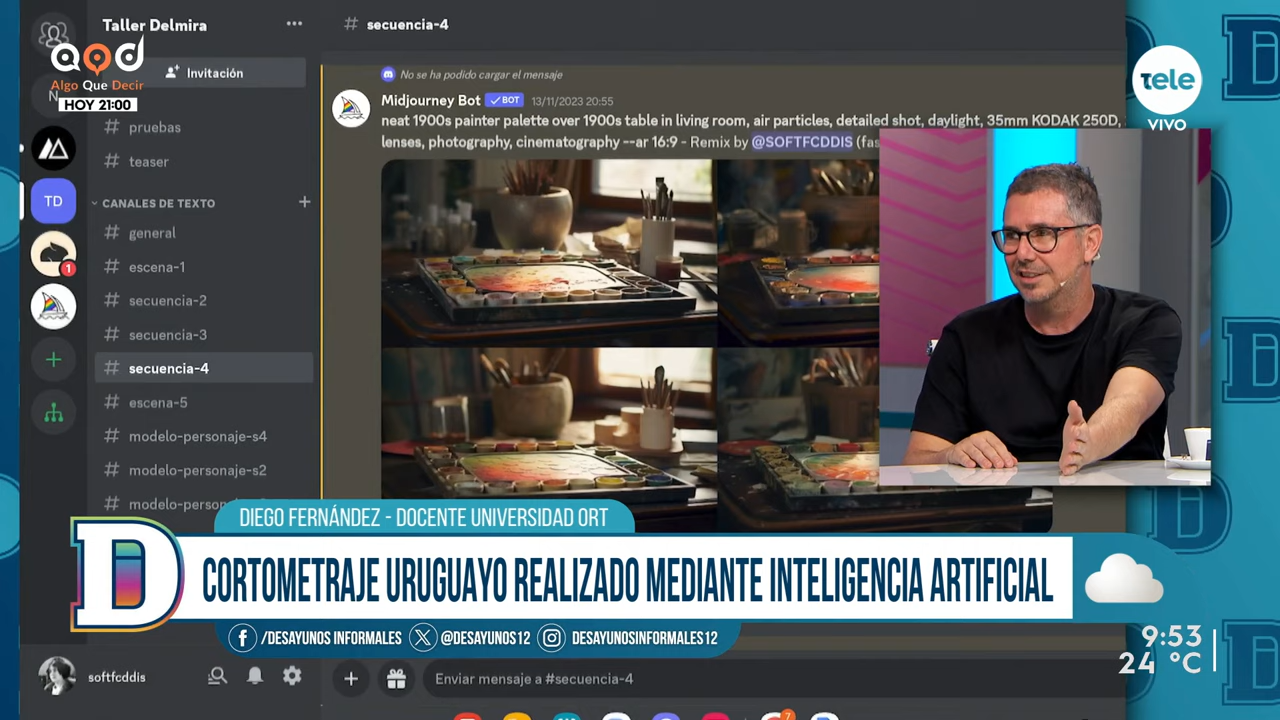 Taller Delmira
# secuencia-4
aqd
Algo Que Decir
HOY 21:00
Invitación
N
pruebas
teaser
TD
CANALES DE TEXTO
general
escena-1
1
secuencia-2
secuencia-3
secuencia-4
escena-5
modelo-personaje-s4
modelo-personaje-s2
No se ha podido cargar el mensaje
Midjourney Bot BOT 13/11/2023 20:55
neat 1900s painter palette over 1900s table in living room, air particles, detailed shot, daylight, 35mm KODAK 250D,
lenses, photography, cinematography --ar 16:9 - Remix by @SOFTFCDDIS (fas
tele
VIVO
DIEGO FERNÁNDEZ - DOCENTE UNIVERSIDAD ORT
D
CORTOMETRAJE URUGUAYO REALIZADO MEDIANTE INTELIGENCIA ARTIFICIAL
/DESAYUNOS INFORMALES @DESAYUNOS12 DESAYUNOSINFORMALES12
9:53
24 °C
softfcddis
Enviar mensaje a #secuencia-4
7